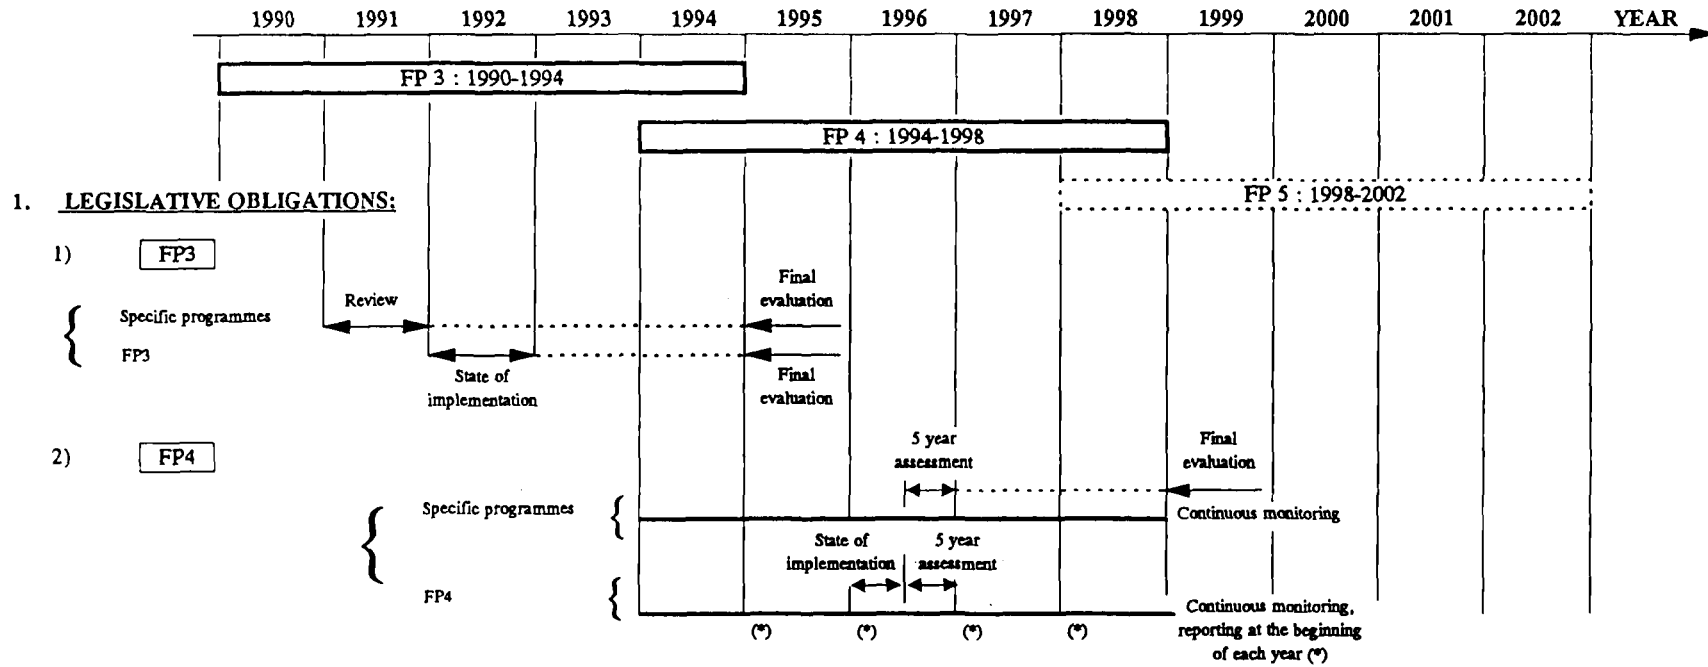 1990 1991 1992 1993 1994 1995 1996 1997 1998 1999 2000 2001 2002 YEAR
FP 3 : 1990-1994
FP 4 : 1994-1998
FP 5 : 1998-2002
1. LEGISLATIVE OBLIGATIONS:
1) FP3
Final
evaluation
Review
Specific programmes
FP3
State of
implementation
Final
evaluation
2) FP4
5 year
assessment
Final
evaluation
Specific programmes
Continuous monitoring
State of
implementation
5 year
assessment
FP4
Continuous monitoring,
reporting at the beginning
of each year (*)
(*) (*) (*) (*)